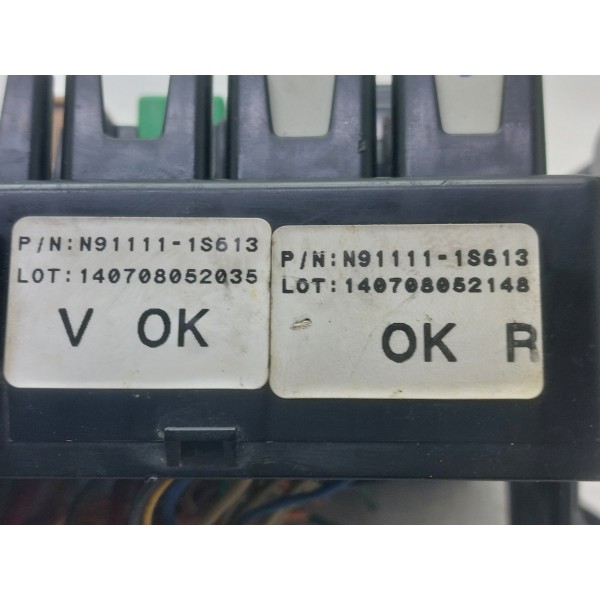 P/N:N91111-1S613
LOT:140708052035
V OK
P/N:N91111-1S613
LOT:140708052148
OK R